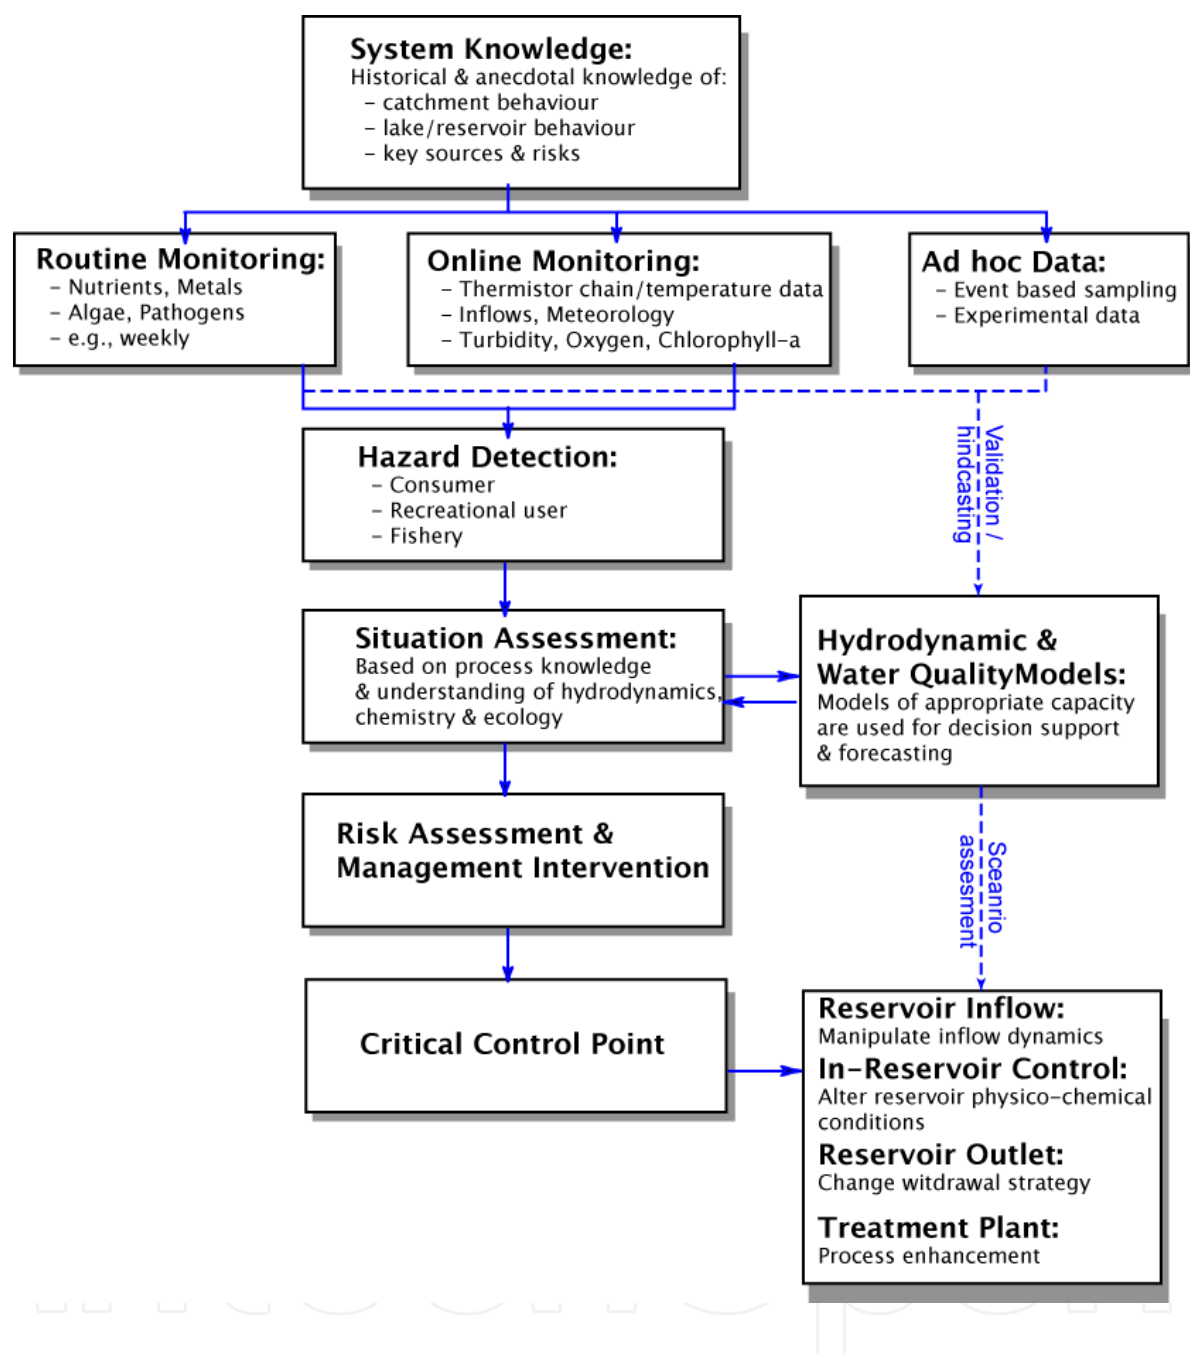 System Knowledge:
Historical & anecdotal knowledge of:
– catchment behaviour
– lake/reservoir behaviour
– key sources & risks
Routine Monitoring:
– Nutrients, Metals
– Algae, Pathogens
– e.g., weekly
Online Monitoring:
– Thermistor chain/temperature data
– Inflows, Meteorology
– Turbidity, Oxygen, Chlorophyll-a
Ad hoc Data:
– Event based sampling
– Experimental data
Validation /
hindcasting
Hazard Detection:
– Consumer
– Recreational user
– Fishery
Situation Assessment:
Based on process knowledge
& understanding of hydrodynamics,
chemistry & ecology
Hydrodynamic &
Water QualityModels:
Models of appropriate capacity
are used for decision support
& forecasting
Risk Assessment &
Management Intervention
Sceanrio
assesment
Critical Control Point
Reservoir Inflow:
Manipulate inflow dynamics
In-Reservoir Control:
Alter reservoir physico-chemical
conditions
Reservoir Outlet:
Change witdrawal strategy
Treatment Plant:
Process enhancement